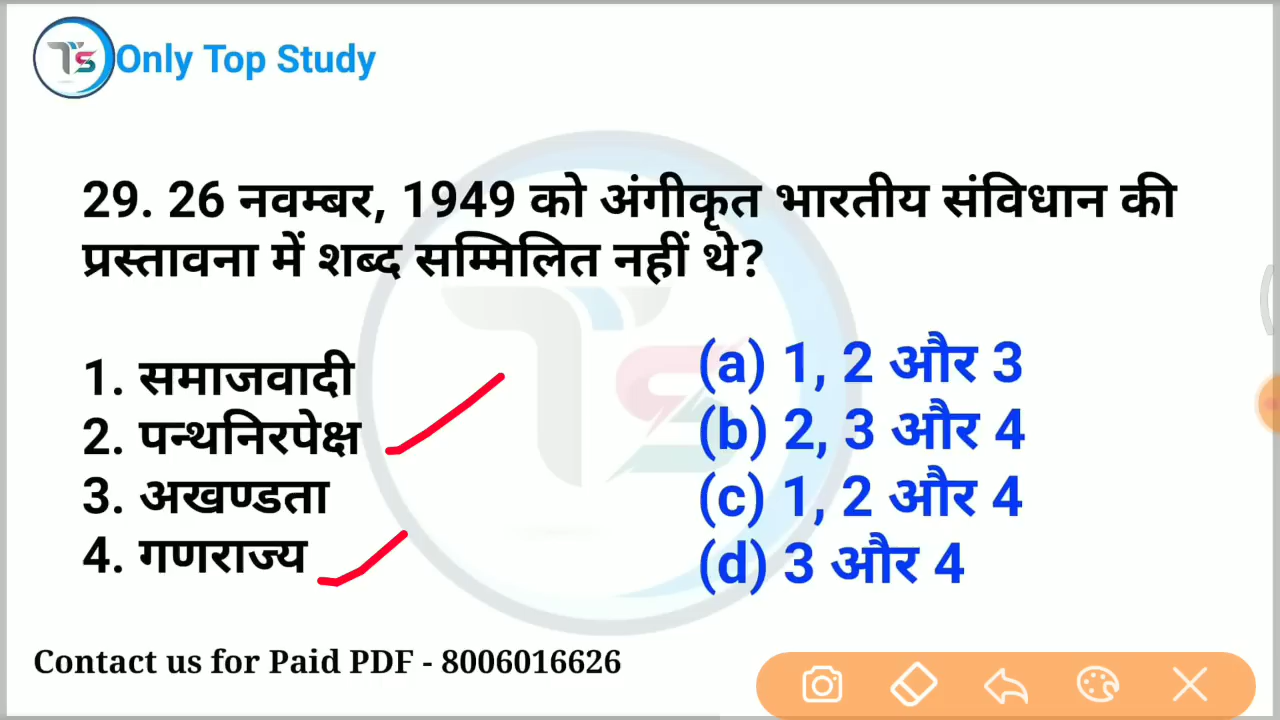 TS Only Top Study
29. 26 नवम्बर, 1949 को अंगीकृत भारतीय संविधान की
प्रस्तावना में शब्द सम्मिलित नहीं थे?
1. समाजवादी
2. पन्थनिरपेक्ष
3. अखण्डता
4. गणराज्य
(a) 1, 2 और 3
(b) 2, 3 और 4
(c) 1, 2 और 4
(d) 3 और 4
Contact us for Paid PDF - 8006016626